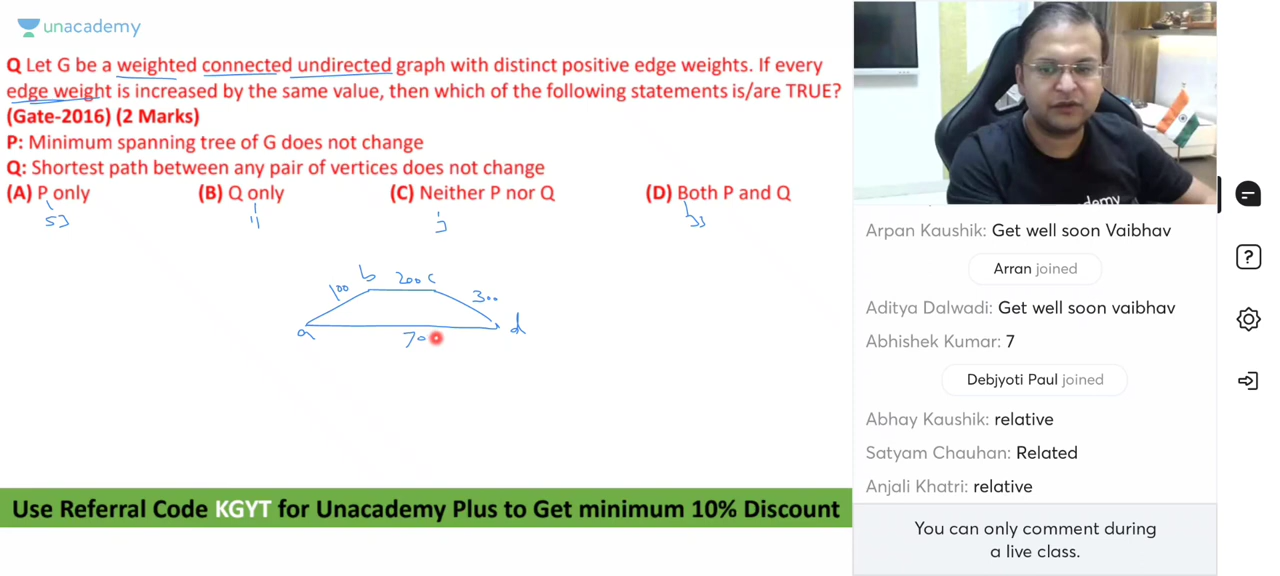 unacademy
Q Let G be a weighted connected undirected graph with distinct positive edge weights. If every
edge weight is increased by the same value, then which of the following statements is/are TRUE?
(Gate-2016) (2 Marks)
P: Minimum spanning tree of G does not change
Q: Shortest path between any pair of vertices does not change
(A) P only (B) Q only (C) Neither P nor Q (D) Both P and Q
53 11 33
b 200 c
100 300
a d
70
Use Referral Code KGYT for Unacademy Plus to Get minimum 10% Discount
Arpan Kaushik: Get well soon Vaibhav
Arran joined
Aditya Dalwadi: Get well soon vaibhav
Abhishek Kumar: 7
Debjyoti Paul joined
Abhay Kaushik: relative
Satyam Chauhan: Related
Anjali Khatri: relative
You can only comment during
a live class.